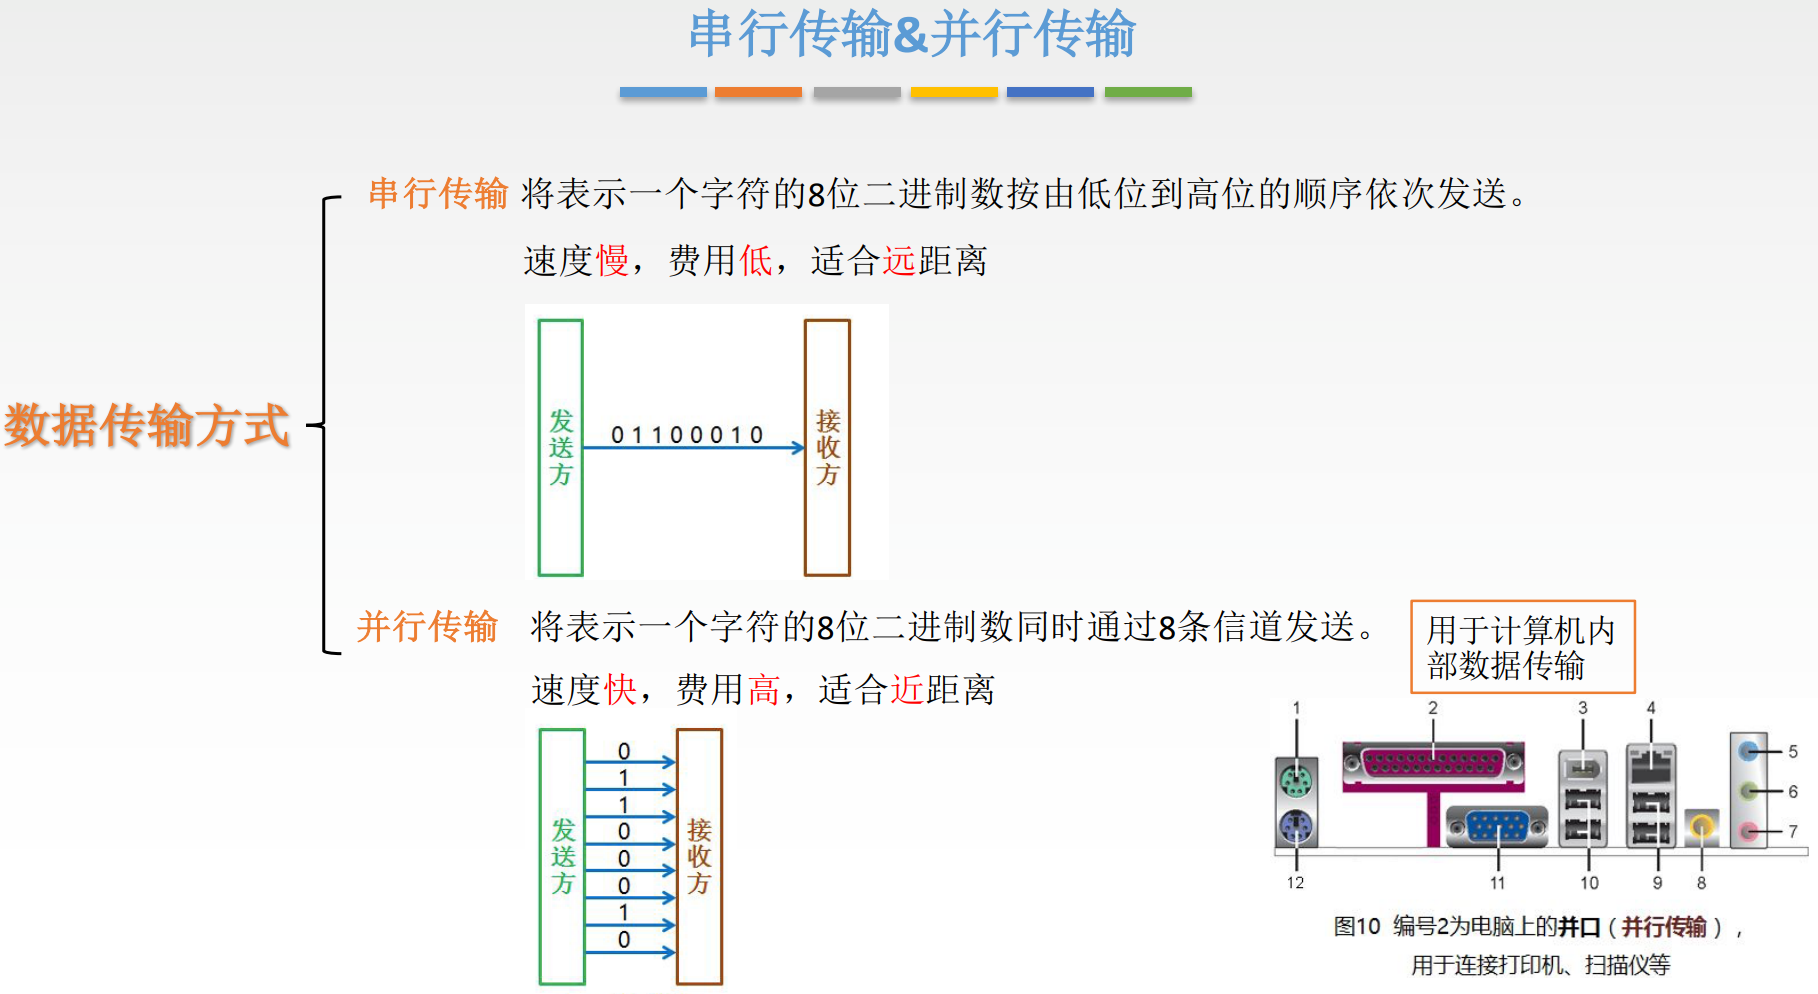 串行传输&并行传输
数据传输方式
串行传输 将表示一个字符的8位二进制数按由低位到高位的顺序依次发送。
速度慢，费用低，适合远距离
发送方
0 1 1 0 0 0 1 0
接收方
并行传输 将表示一个字符的8位二进制数同时通过8条信道发送。
速度快，费用高，适合近距离
发送方
0
1
1
0
0
0
1
0
接收方
用于计算机内
部数据传输
1 2 3 4
5
6
7
12 11 10 9 8
图10 编号2为电脑上的并口（并行传输），
用于连接打印机、扫描仪等